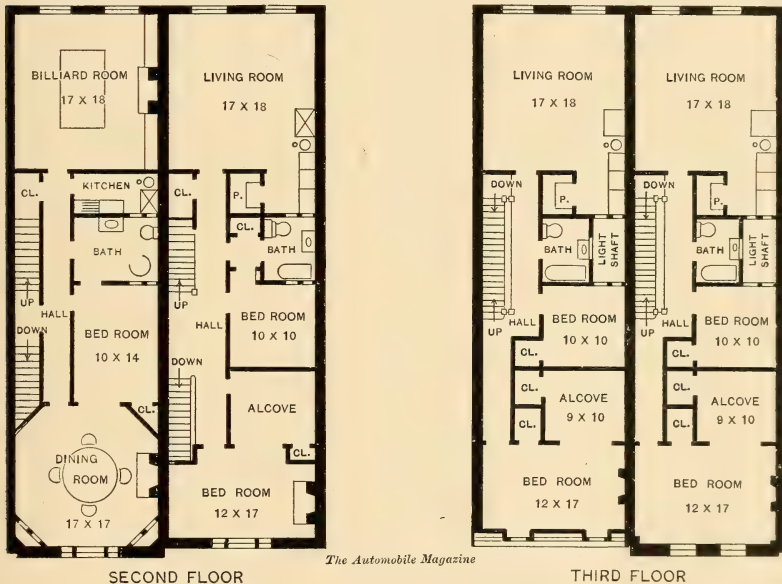 BILLIARD ROOM
17 X 18
LIVING ROOM
17 X 18
CL.
KITCHEN
CL.
P.
CL.
BATH
BATH
UP
UP
HALL
HALL
DOWN
DOWN
BED ROOM
10 X 14
BED ROOM
10 X 10
CL.
ALCOVE
CL.
DINING
ROOM
17 X 17
BED ROOM
12 X 17
SECOND FLOOR
LIVING ROOM
17 X 18
LIVING ROOM
17 X 18
DOWN
DOWN
P.
P.
BATH
LIGHT
SHAFT
BATH
LIGHT
SHAFT
UP
HALL
UP
HALL
BED ROOM
10 X 10
BED ROOM
10 X 10
CL.
CL.
CL.
ALCOVE
9 X 10
CL.
ALCOVE
9 X 10
CL.
CL.
BED ROOM
12 X 17
BED ROOM
12 X 17
The Automobile Magazine
THIRD FLOOR